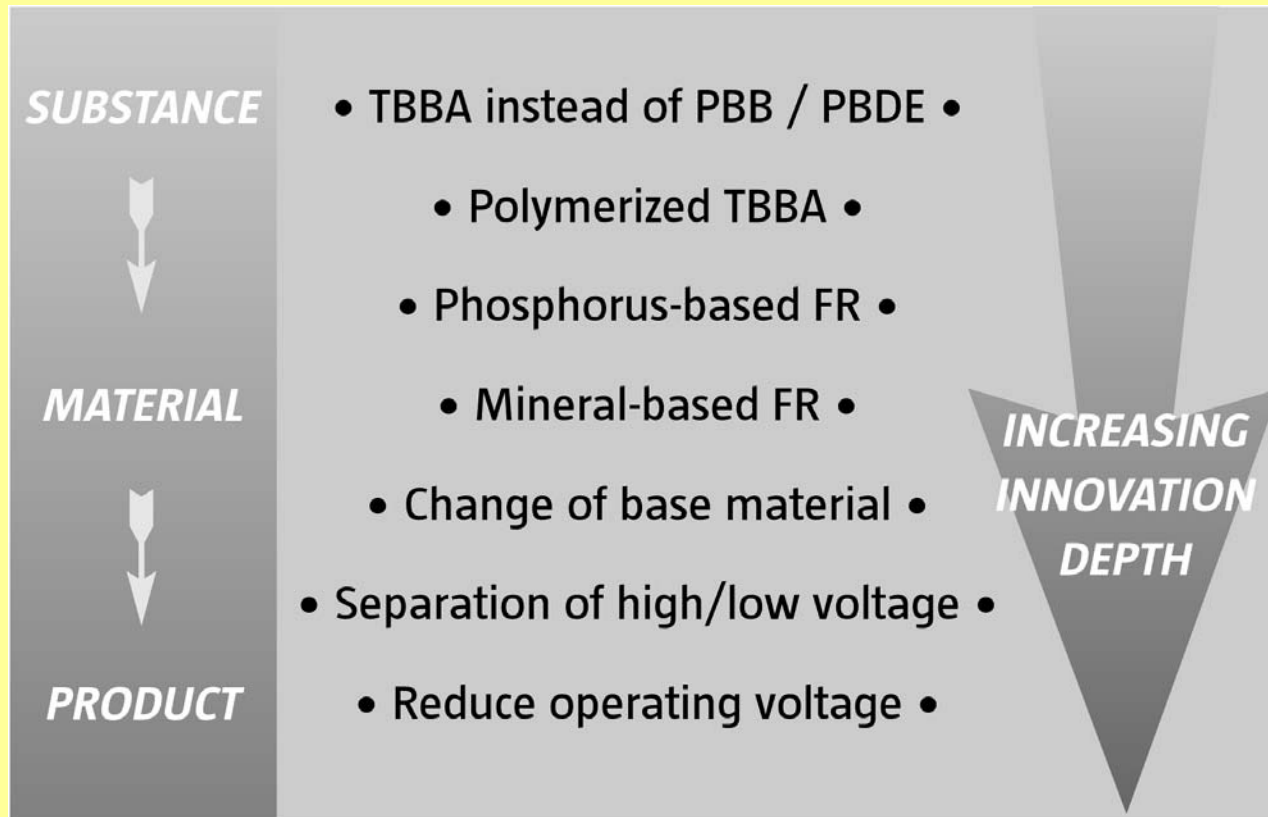 SUBSTANCE
• TBBA instead of PBB / PBDE •
• Polymerized TBBA •
• Phosphorus-based FR •
MATERIAL
• Mineral-based FR •
• Change of base material •
• Separation of high/low voltage •
PRODUCT
• Reduce operating voltage •
INCREASING
INNOVATION
DEPTH